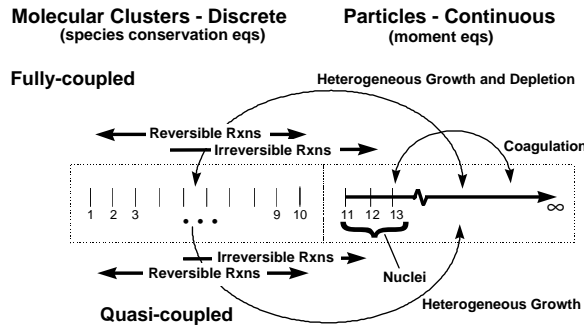 Molecular Clusters - Discrete
(species conservation eqs)
Particles - Continuous
(moment eqs)
Fully-coupled
Heterogeneous Growth and Depletion
Reversible Rxns
Irreversible Rxns
Coagulation
1 2 3 • • • 9 10 11 12 13 ∞
Irreversible Rxns
Reversible Rxns
Nuclei
Quasi-coupled
Heterogeneous Growth